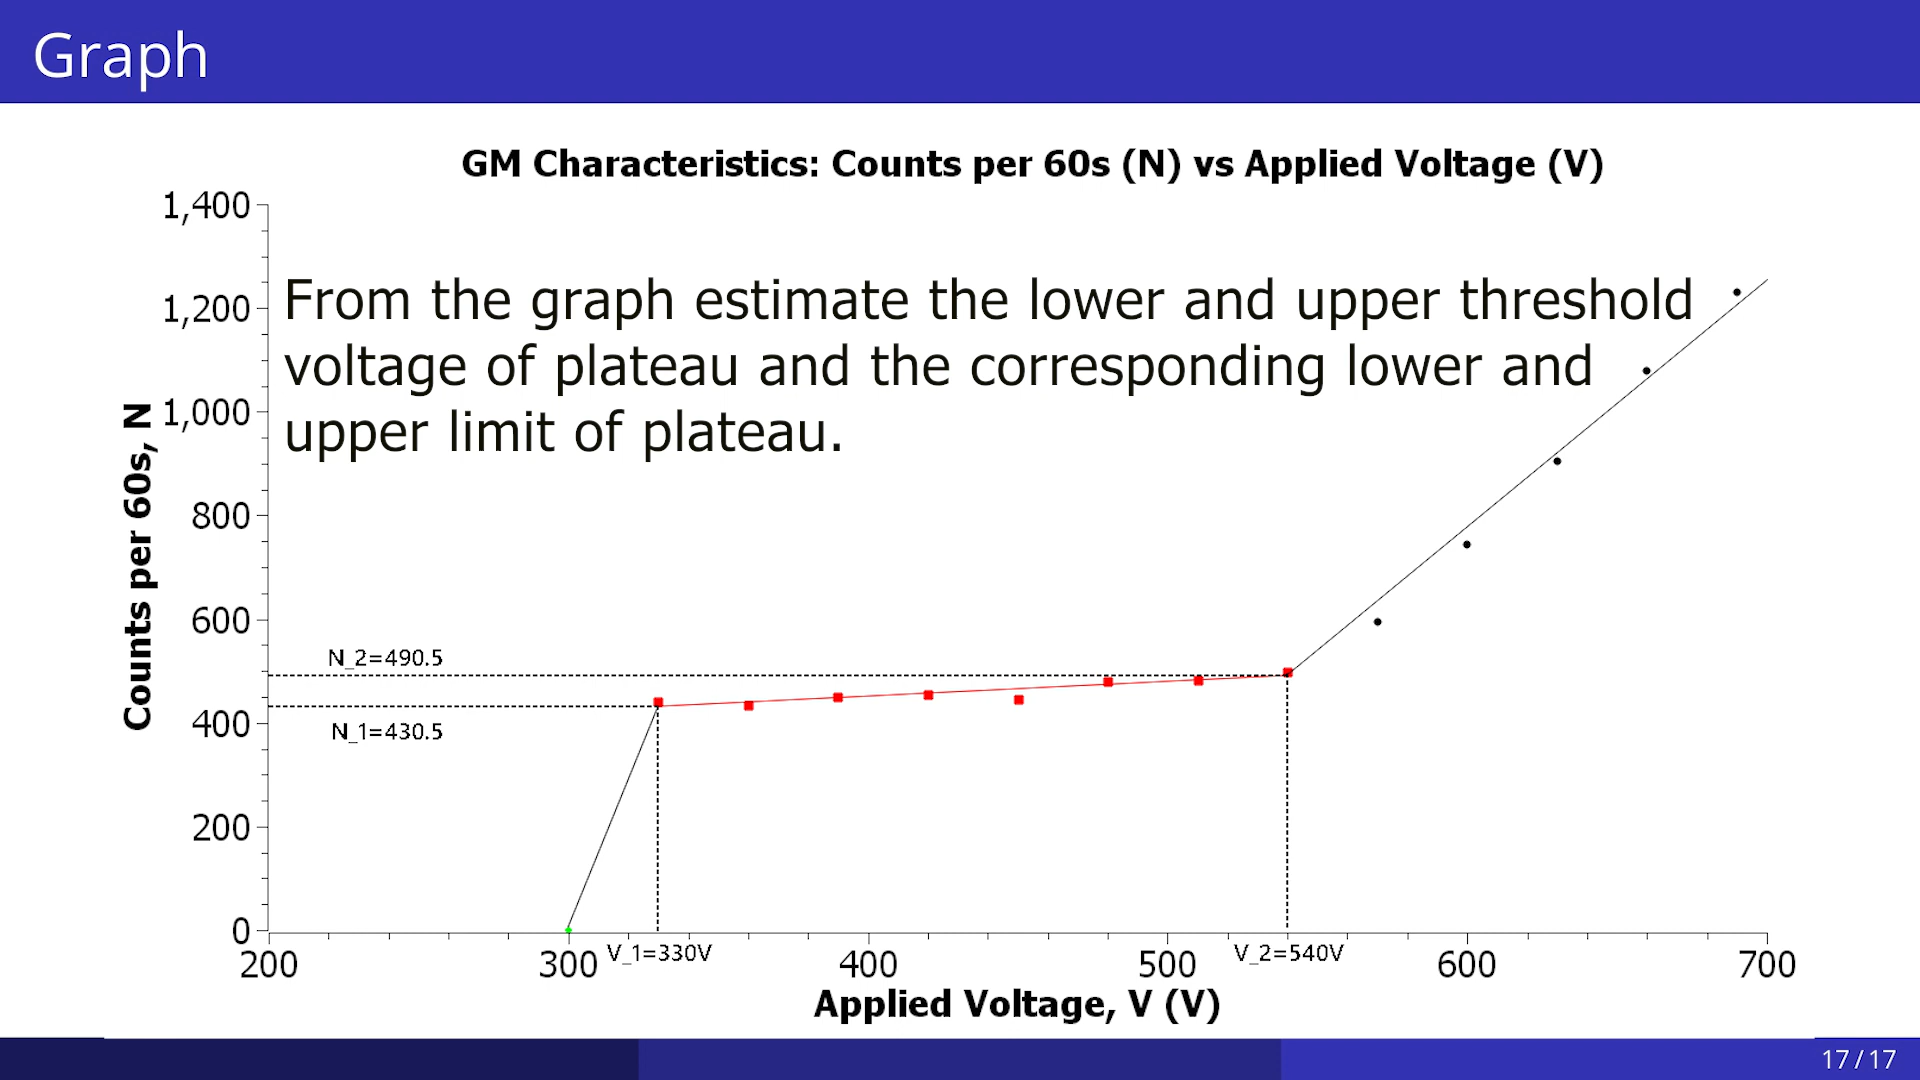 Graph
GM Characteristics: Counts per 60s (N) vs Applied Voltage (V)
1,400
1,200
1,000
800
600
400
200
0
Counts per 60s, N
From the graph estimate the lower and upper threshold
voltage of plateau and the corresponding lower and
upper limit of plateau.
N_2=490.5
N_1=430.5
V_1=330V
V_2=540V
200 300 400 500 600 700
Applied Voltage, V (V)
17/17